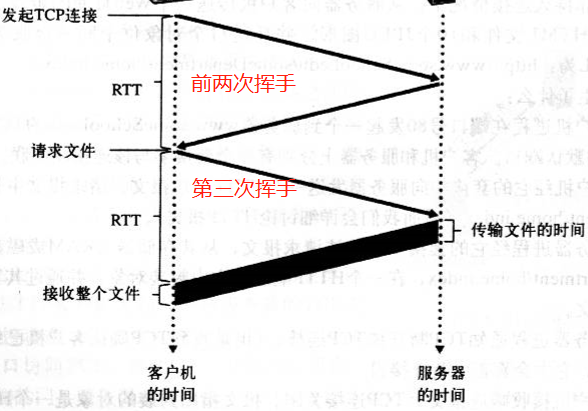 发起TCP连接
RTT
前两次挥手
请求文件
第三次挥手
RTT
传输文件的时间
接收整个文件
客户机
的时间
服务器
的时间